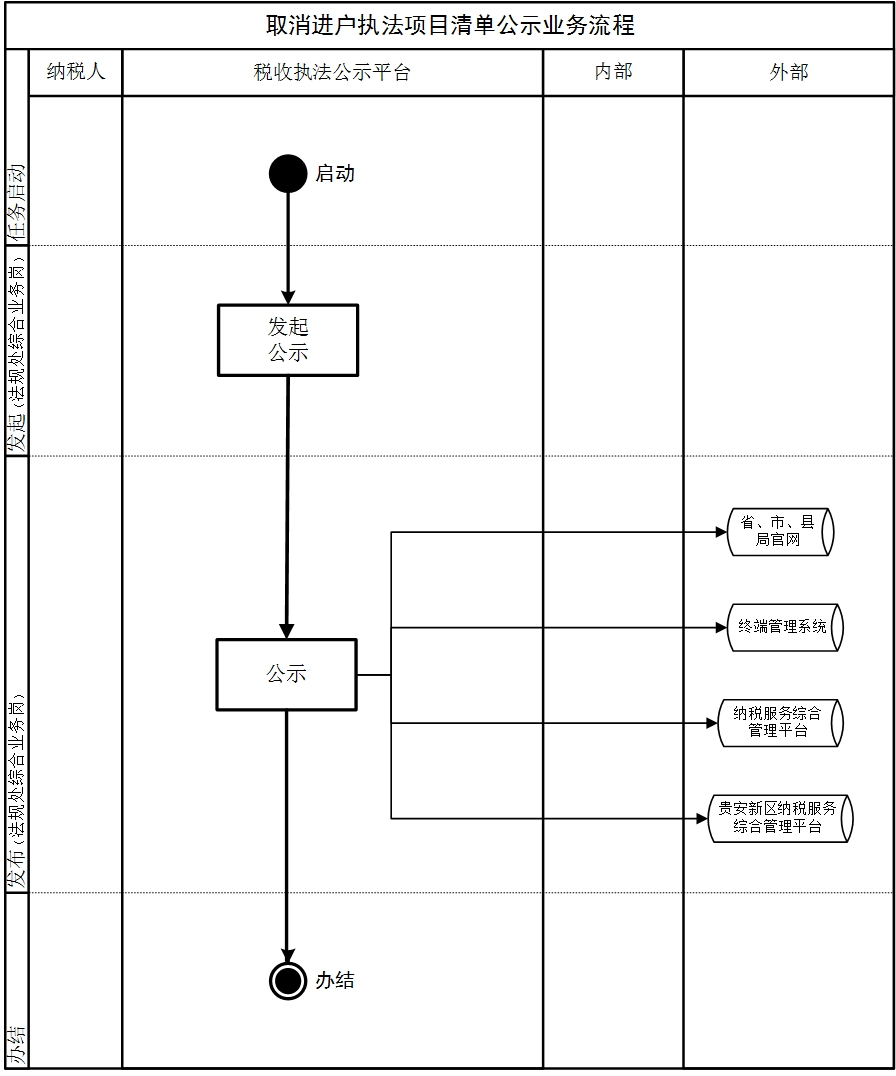 取消进户执法项目清单公示业务流程
纳税人
税收执法公示平台
内部
外部
任务启动
启动
发起（法规处综合业务岗）
发起
公示
发布（法规处综合业务岗）
省、市、县
局官网
终端管理系统
公示
纳税服务综合
管理平台
贵安新区纳税服务
综合管理平台
办结
办结